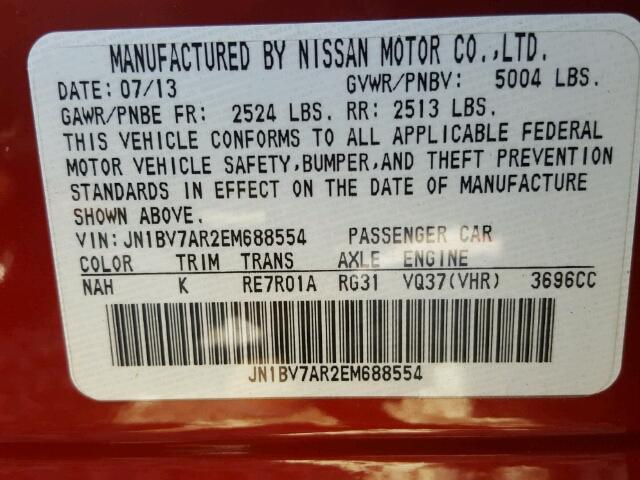 MANUFACTURED BY NISSAN MOTOR CO.,LTD.
DATE: 07/13 GVWR/PNBV: 5004 LBS.
GAWR/PNBE FR: 2524 LBS. RR: 2513 LBS.
THIS VEHICLE CONFORMS TO ALL APPLICABLE FEDERAL
MOTOR VEHICLE SAFETY,BUMPER,AND THEFT PREVENTION
STANDARDS IN EFFECT ON THE DATE OF MANUFACTURE
SHOWN ABOVE.
VIN: JN1BV7AR2EM688554 PASSENGER CAR
COLOR TRIM TRANS AXLE ENGINE
NAH K RE7R01A RG31 VQ37(VHR) 3696CC
JN1BV7AR2EM688554